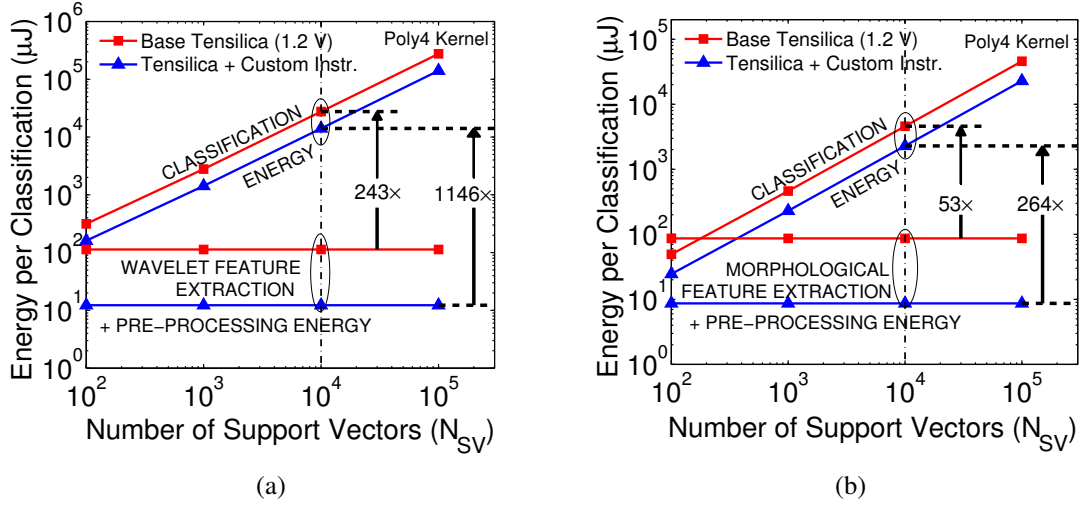 Energy per Classification (μJ)
10^6
10^5
10^4
10^3
10^2
10^1
10^0
Base Tensilica (1.2 V)
Tensilica + Custom Instr.
Poly4 Kernel
CLASSIFICATION
ENERGY
243×
1146×
WAVELET FEATURE
EXTRACTION
+ PRE−PROCESSING ENERGY
10^2 10^3 10^4 10^5
Number of Support Vectors (N_SV)
(a)
Energy per Classification (μJ)
10^5
10^4
10^3
10^2
10^1
10^0
Base Tensilica (1.2 V)
Tensilica + Custom Instr.
Poly4 Kernel
CLASSIFICATION
ENERGY
53×
264×
MORPHOLOGICAL
FEATURE EXTRACTION
+ PRE−PROCESSING ENERGY
10^2 10^3 10^4 10^5
Number of Support Vectors (N_SV)
(b)